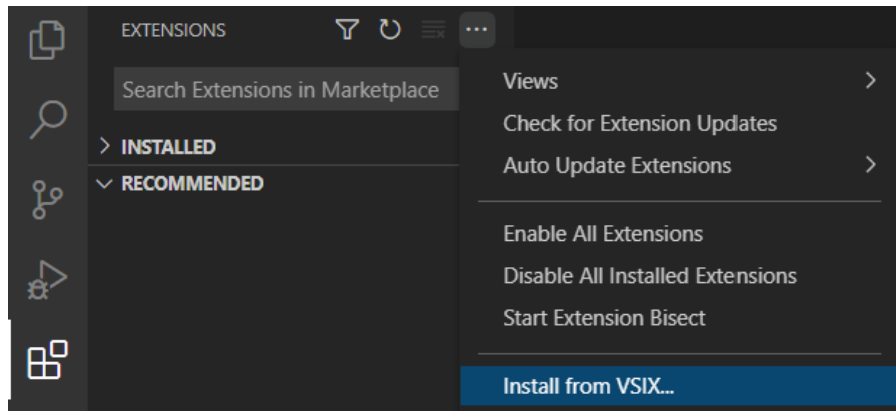 EXTENSIONS
Search Extensions in Marketplace
INSTALLED
RECOMMENDED
Views
Check for Extension Updates
Auto Update Extensions
Enable All Extensions
Disable All Installed Extensions
Start Extension Bisect
Install from VSIX...